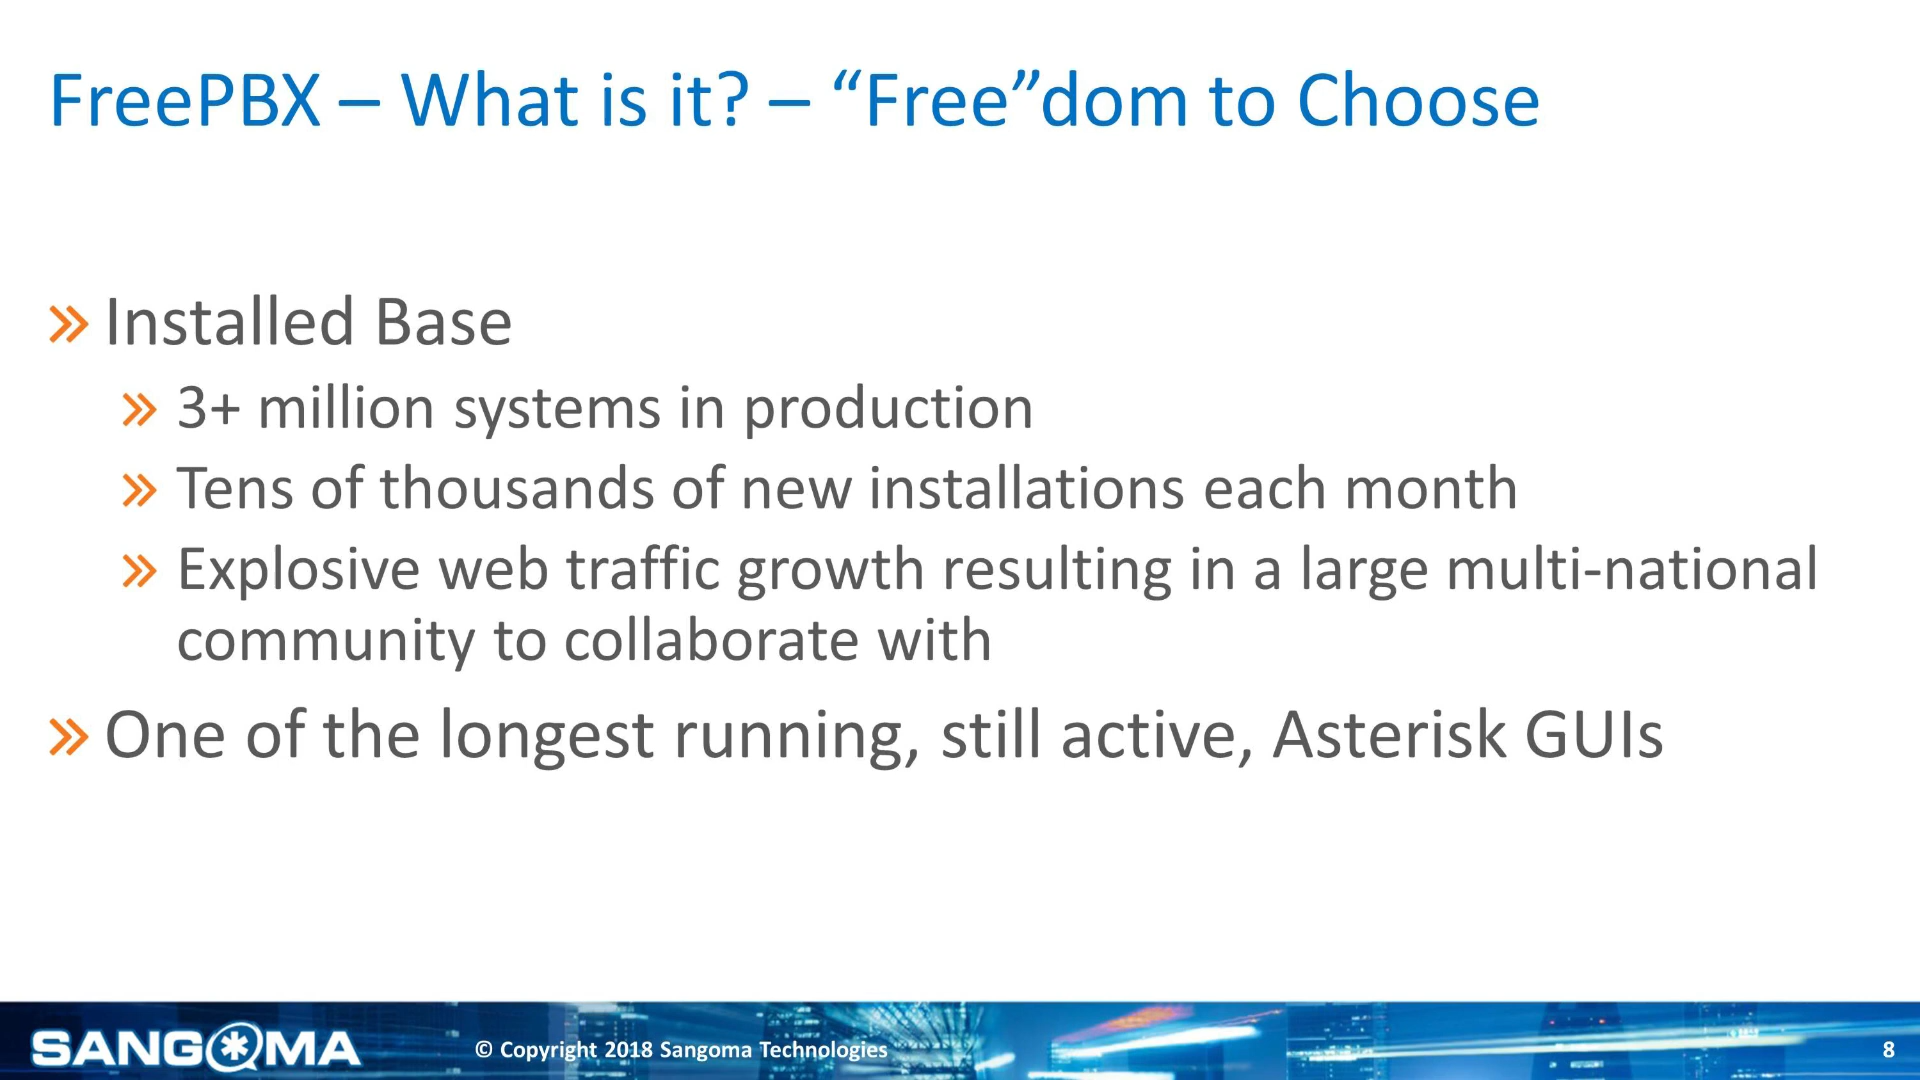 FreePBX – What is it? – “Free”dom to Choose
» Installed Base
» 3+ million systems in production
» Tens of thousands of new installations each month
» Explosive web traffic growth resulting in a large multi-national
community to collaborate with
» One of the longest running, still active, Asterisk GUIs
SANGOMA
© Copyright 2018 Sangoma Technologies
8